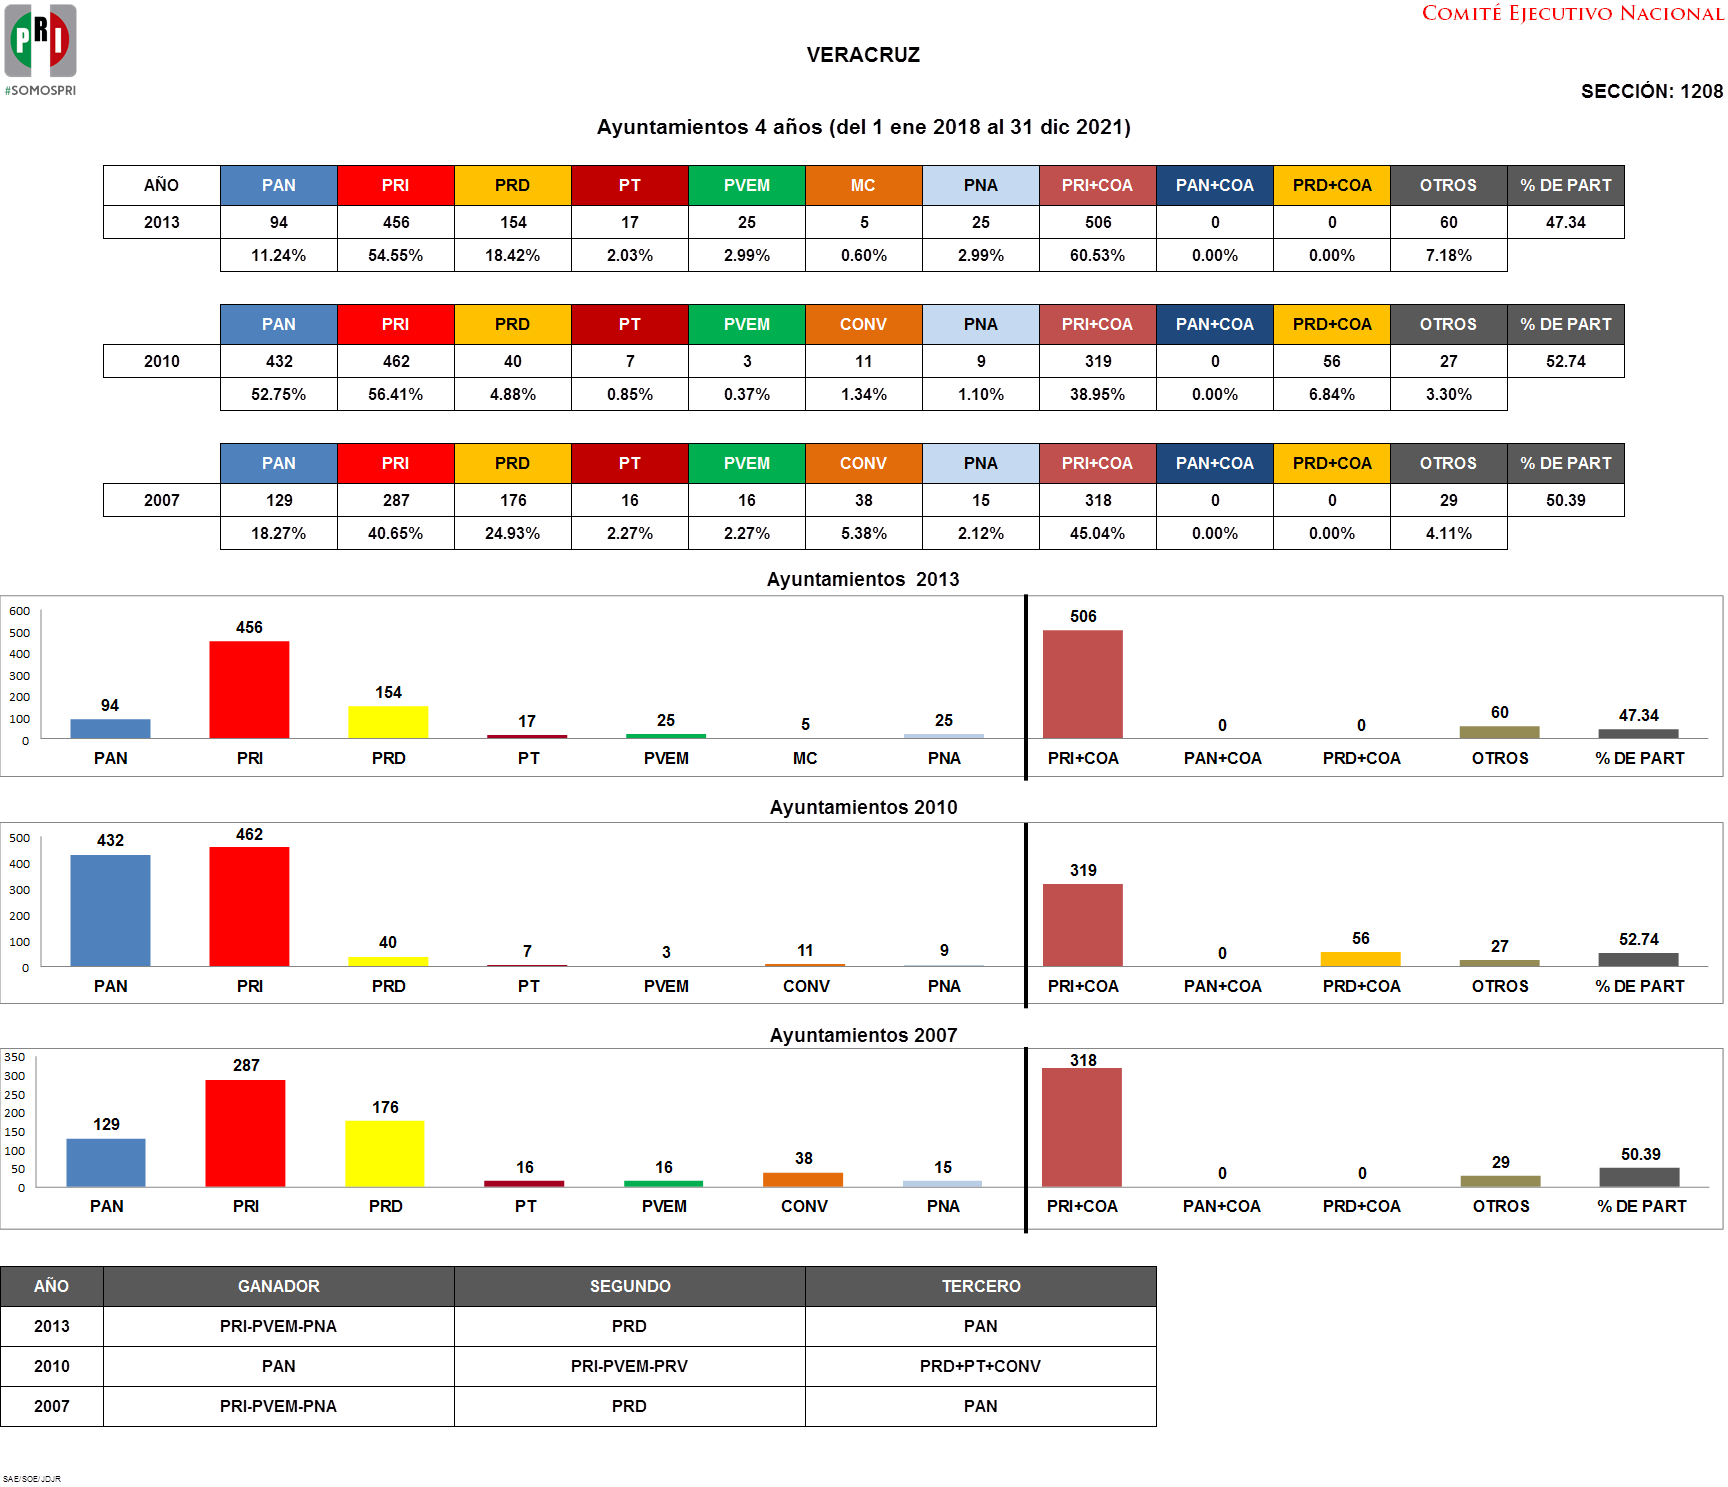 PRI
#SOMOSPRI
COMITÉ EJECUTIVO NACIONAL
VERACRUZ
SECCIÓN: 1208
Ayuntamientos 4 años (del 1 ene 2018 al 31 dic 2021)
AÑO PAN PRI PRD PT PVEM MC PNA PRI+COA PAN+COA PRD+COA OTROS % DE PART
2013 94 456 154 17 25 5 25 506 0 0 60 47.34
11.24% 54.55% 18.42% 2.03% 2.99% 0.60% 2.99% 60.53% 0.00% 0.00% 7.18%
PAN PRI PRD PT PVEM CONV PNA PRI+COA PAN+COA PRD+COA OTROS % DE PART
2010 432 462 40 7 3 11 9 319 0 56 27 52.74
52.75% 56.41% 4.88% 0.85% 0.37% 1.34% 1.10% 38.95% 0.00% 6.84% 3.30%
PAN PRI PRD PT PVEM CONV PNA PRI+COA PAN+COA PRD+COA OTROS % DE PART
2007 129 287 176 16 16 38 15 318 0 0 29 50.39
18.27% 40.65% 24.93% 2.27% 2.27% 5.38% 2.12% 45.04% 0.00% 0.00% 4.11%
Ayuntamientos 2013
600
500
400
300
200
100
0
94 456 154 17 25 5 25 506 0 0 60 47.34
PAN PRI PRD PT PVEM MC PNA PRI+COA PAN+COA PRD+COA OTROS % DE PART
Ayuntamientos 2010
500
400
300
200
100
0
432 462 40 7 3 11 9 319 0 56 27 52.74
PAN PRI PRD PT PVEM CONV PNA PRI+COA PAN+COA PRD+COA OTROS % DE PART
Ayuntamientos 2007
350
300
250
200
150
100
50
0
129 287 176 16 16 38 15 318 0 0 29 50.39
PAN PRI PRD PT PVEM CONV PNA PRI+COA PAN+COA PRD+COA OTROS % DE PART
AÑO GANADOR SEGUNDO TERCERO
2013 PRI-PVEM-PNA PRD PAN
2010 PAN PRI-PVEM-PRV PRD+PT+CONV
2007 PRI-PVEM-PNA PRD PAN
SAE/SOE/JDJR